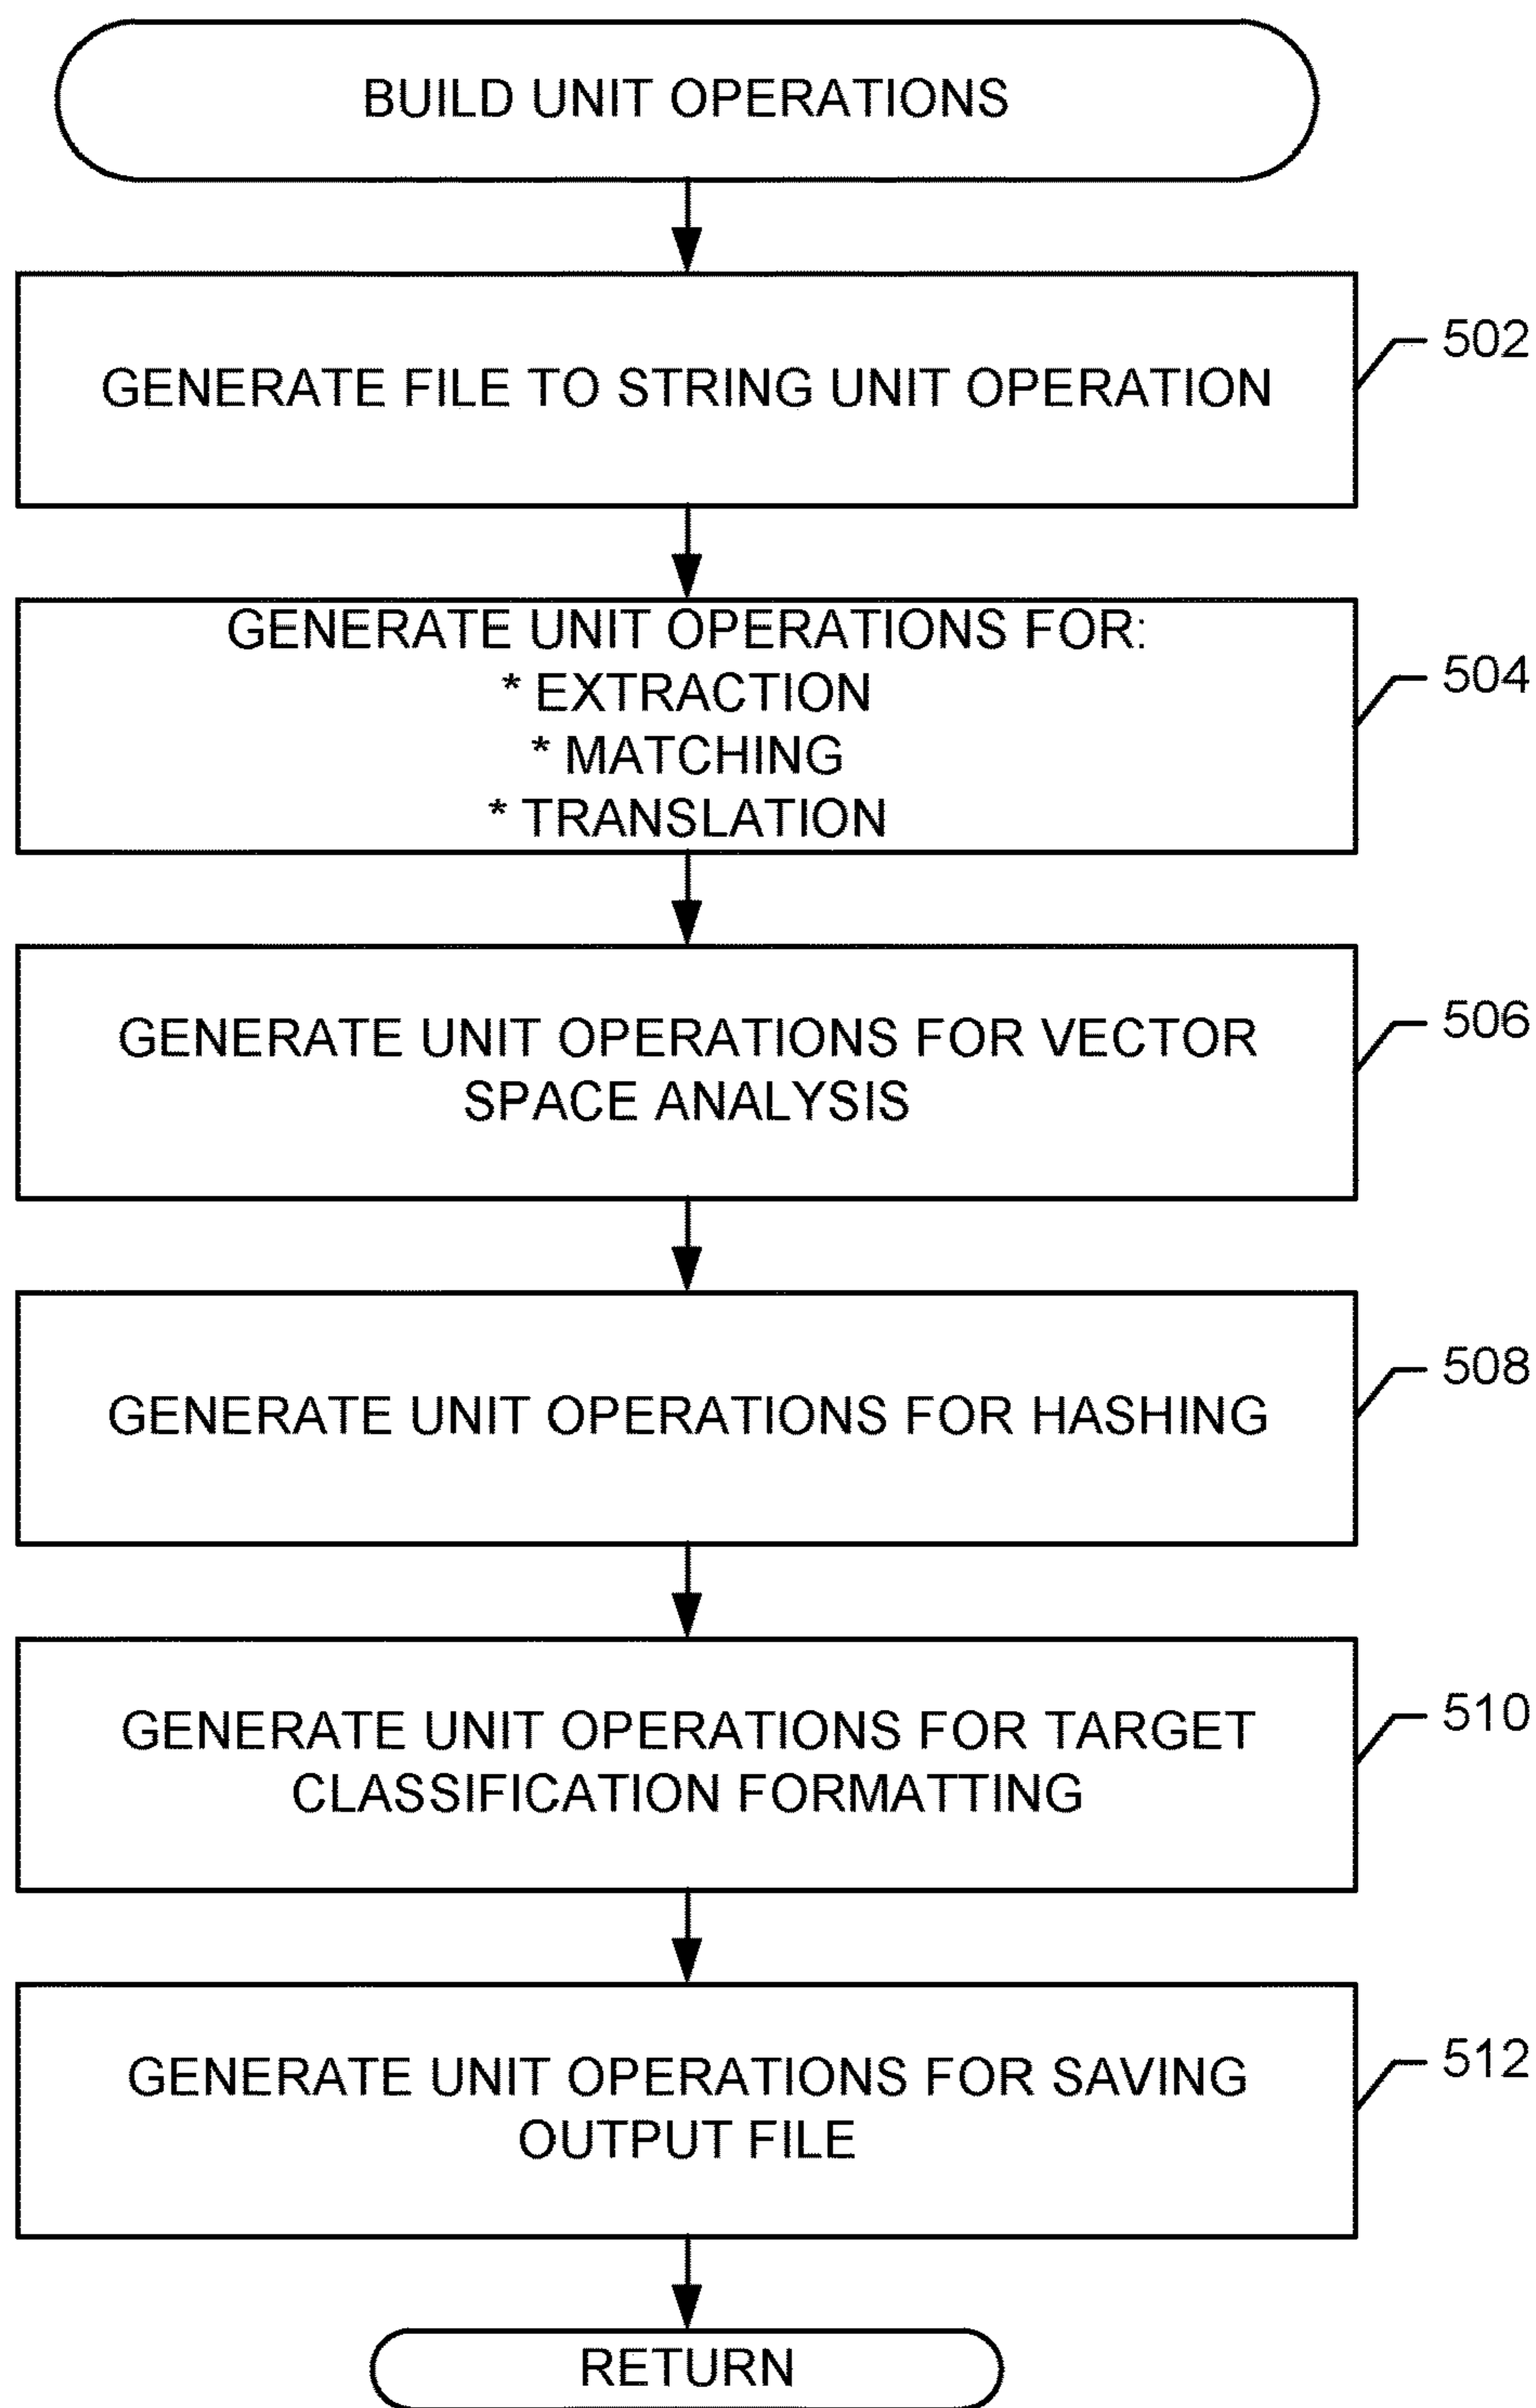 BUILD UNIT OPERATIONS
GENERATE FILE TO STRING UNIT OPERATION
502
GENERATE UNIT OPERATIONS FOR:
* EXTRACTION
* MATCHING
* TRANSLATION
504
GENERATE UNIT OPERATIONS FOR VECTOR
SPACE ANALYSIS
506
GENERATE UNIT OPERATIONS FOR HASHING
508
GENERATE UNIT OPERATIONS FOR TARGET
CLASSIFICATION FORMATTING
510
GENERATE UNIT OPERATIONS FOR SAVING
OUTPUT FILE
512
RETURN